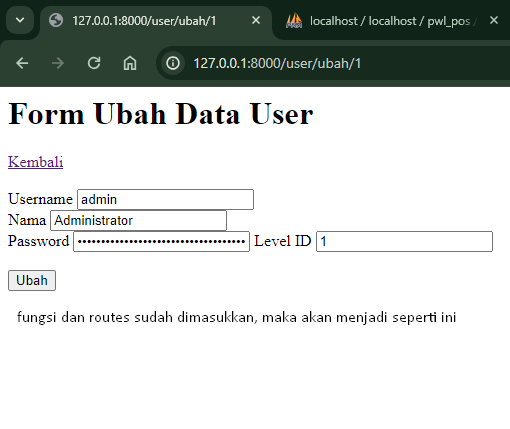 127.0.0.1:8000/user/ubah/1
localhost / localhost / pwl_pos
127.0.0.1:8000/user/ubah/1
Form Ubah Data User
Kembali
Username admin
Nama Administrator
Password •••••••••••••••••••••••••••••••••••• Level ID 1
Ubah
fungsi dan routes sudah dimasukkan, maka akan menjadi seperti ini